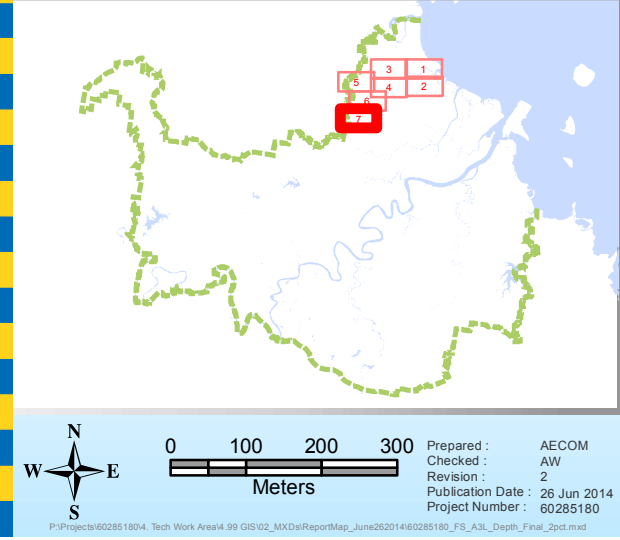 3 1
5 4 2
6
7
N
W E
S
0 100 200 300
Meters
Prepared : AECOM
Checked : AW
Revision : 2
Publication Date : 26 Jun 2014
Project Number : 60285180
P:\Projects\60285180\4. Tech Work Area\4.99 GIS\02_MXDs\ReportMap_June262014\60285180_FS_A3L_Depth_Final_2pct.mxd